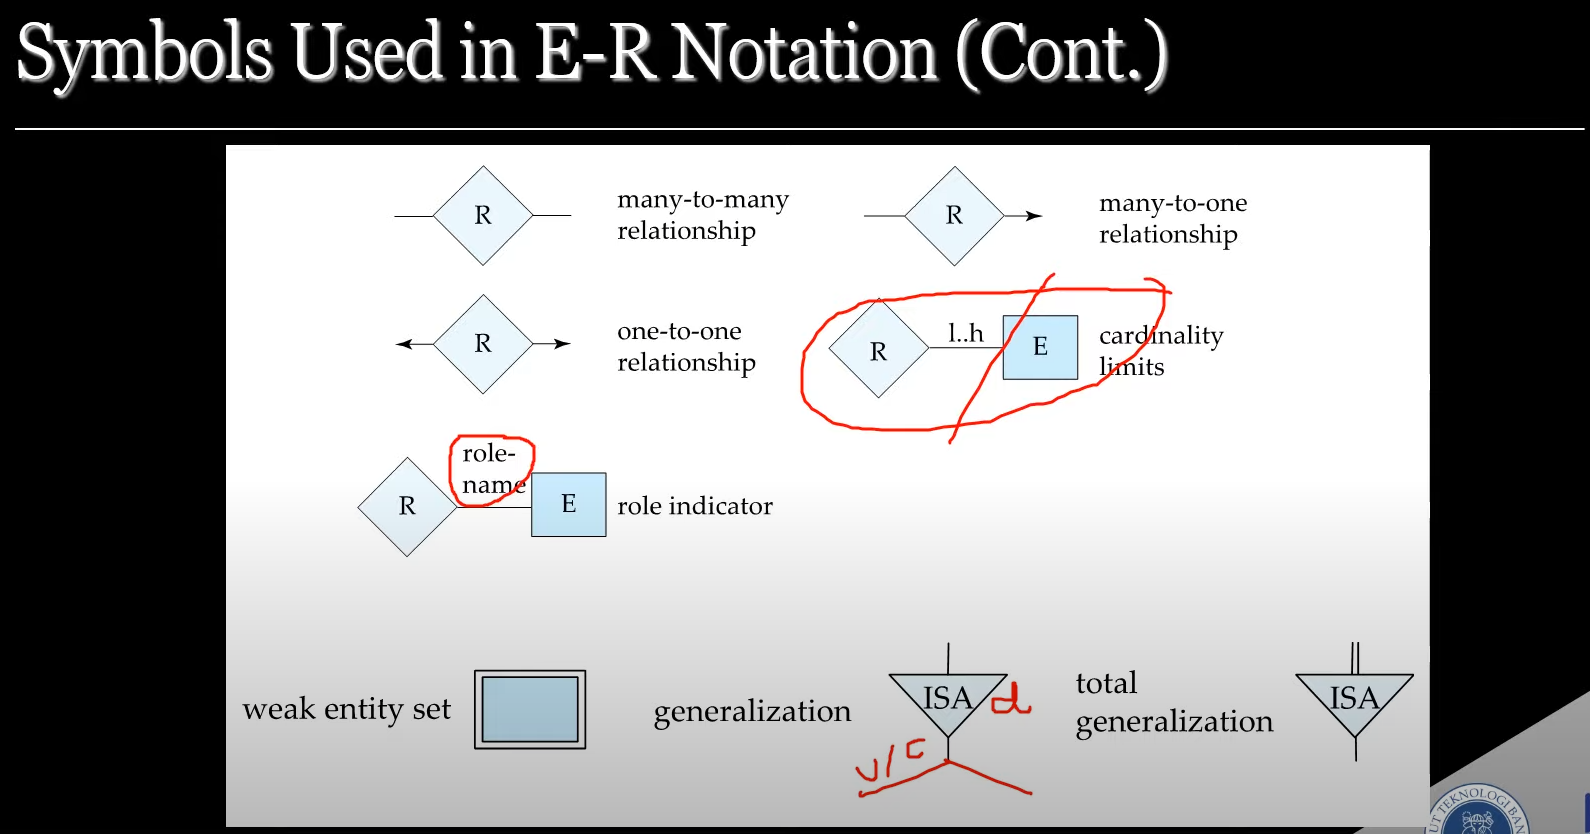 Symbols Used in E-R Notation (Cont.)
R
many-to-many
relationship
R
many-to-one
relationship
R
one-to-one
relationship
R
l..h
E
cardinality
limits
R
role-
name
E
role indicator
weak entity set
generalization
ISA
d
total
generalization
ISA
UT TEKNOLOGI BAN